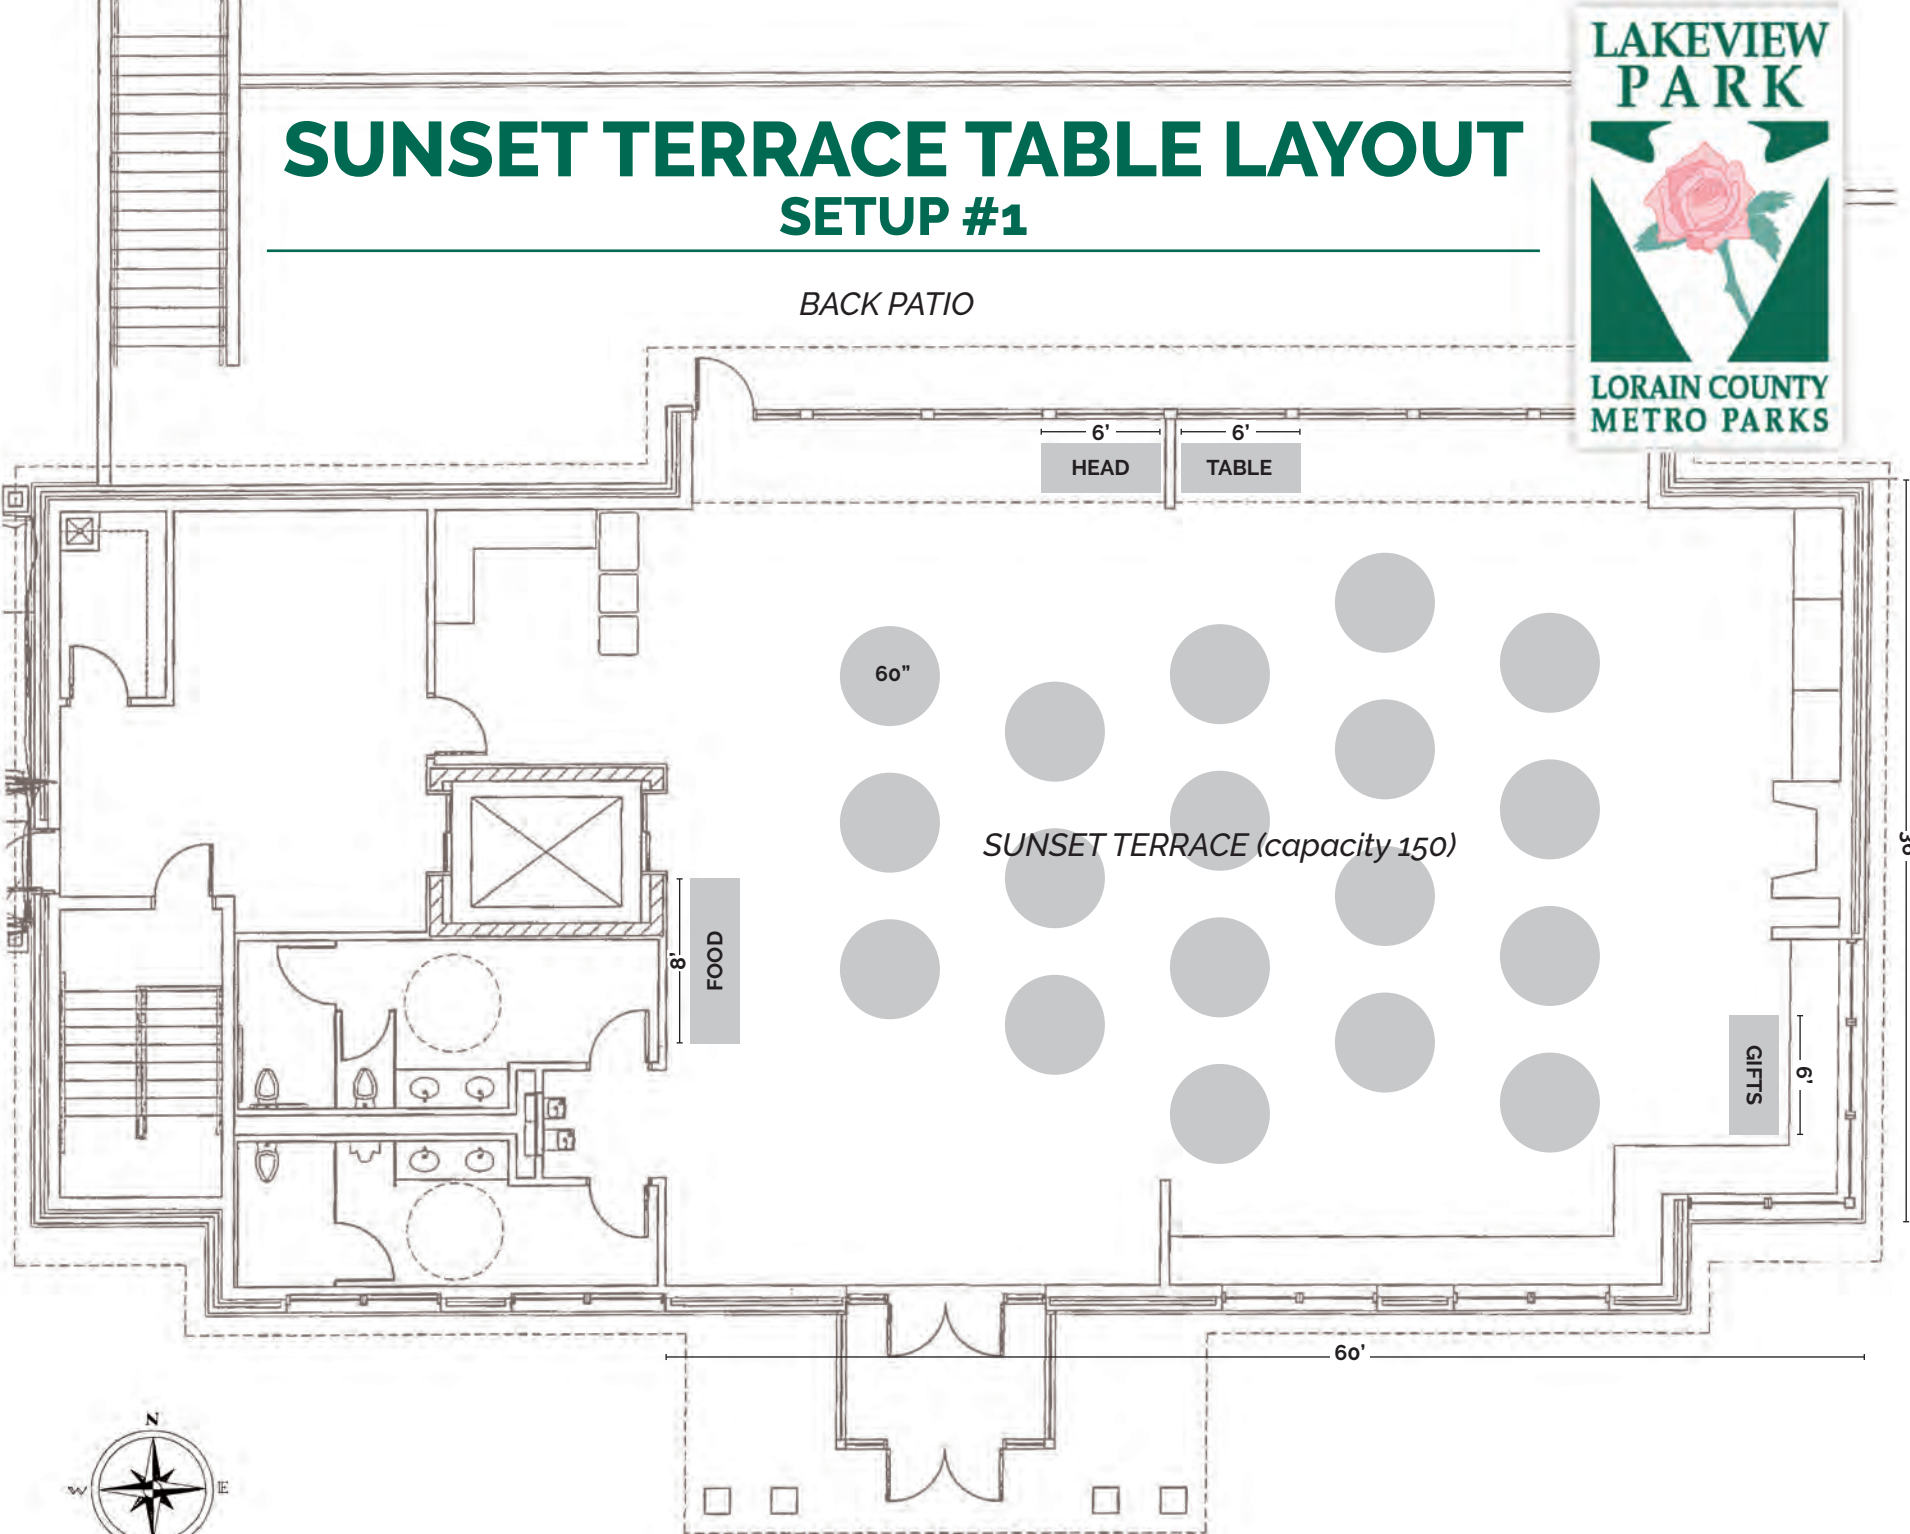 LAKEVIEW
PARK
SUNSET TERRACE TABLE LAYOUT
SETUP #1
BACK PATIO
LORAIN COUNTY
METRO PARKS
6’
6’
HEAD
TABLE
60”
SUNSET TERRACE (capacity 150)
8’
FOOD
GIFTS
6’
60’
N
W
E